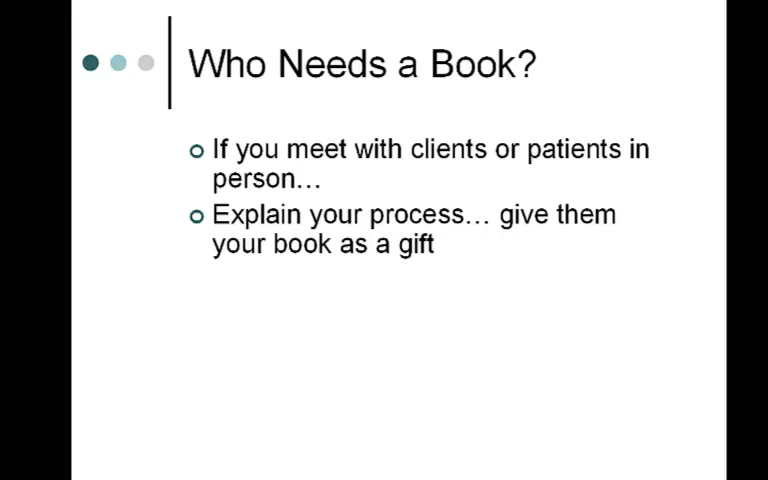 Who Needs a Book?
If you meet with clients or patients in
person...
Explain your process... give them
your book as a gift